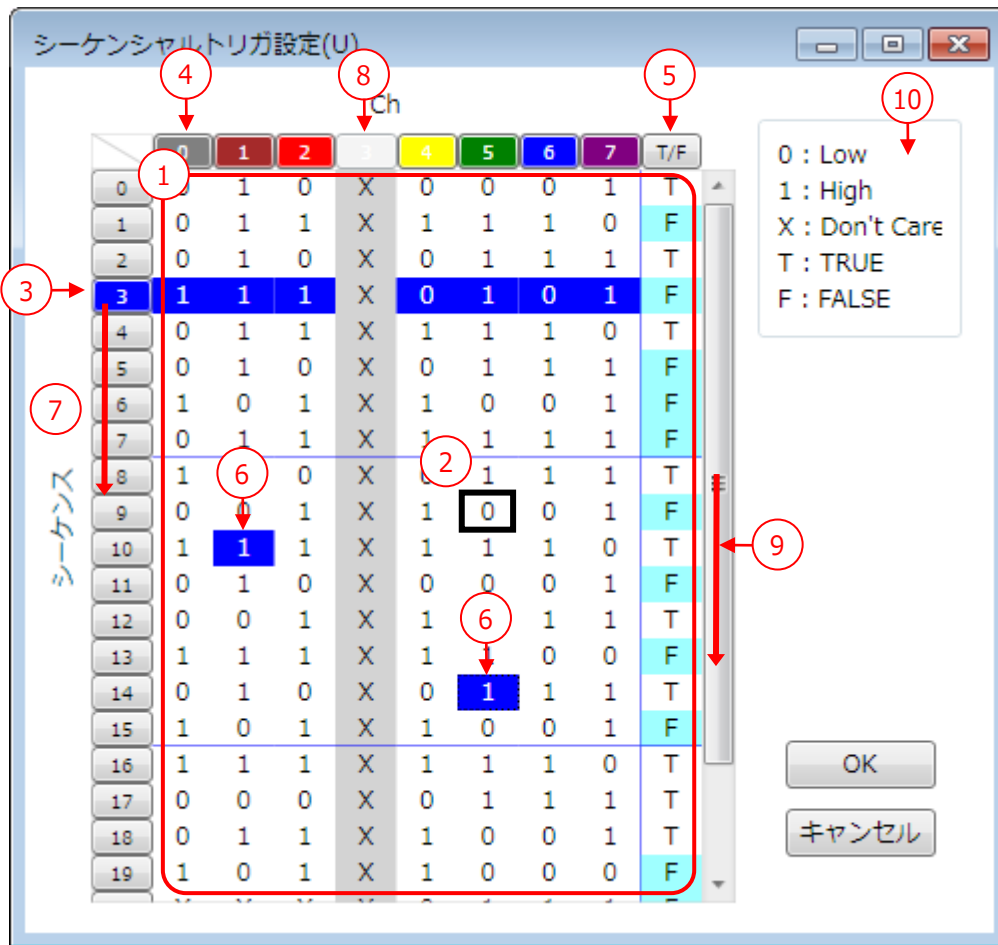 シーケンシャルトリガ設定(U)
4 8 5
Ch
10
0 1 2 3 4 5 6 7 T/F
1
0 1 0 X 0 0 0 1 T
0 : Low
1 : High
X : Don't Care
T : TRUE
F : FALSE
1 0 1 1 X 1 1 1 0 F
2 0 1 0 X 0 1 1 1 T
3
3 1 1 1 X 0 1 0 1 F
4 0 1 1 X 1 1 1 0 T
5 0 1 0 X 0 1 1 1 F
6 1 0 1 X 1 0 0 1 F
7
7 0 1 1 X 1 1 1 1 F
シーケンス
6 2
8 1 0 X 1 1 1 T
9 0 0 1 X 1 0 0 1 F
9
10 1 1 1 X 1 1 1 0 T
11 0 1 0 X 0 0 0 1 F
6
12 0 0 1 X 1 1 1 T
13 1 1 1 X 1 1 0 0 F
14 0 1 0 X 0 1 1 1 T
15 1 0 1 X 1 0 0 1 F
16 1 1 1 X 1 1 1 0 T
17 0 0 0 X 0 1 1 1 T
18 0 1 1 X 1 0 0 1 T
19 1 0 1 X 1 0 0 0 F
OK
キャンセル